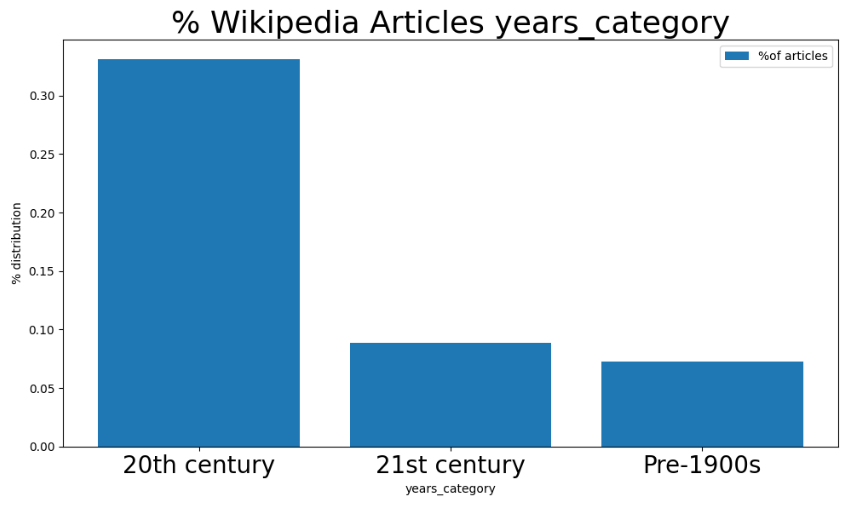 % Wikipedia Articles years_category
%of articles
0.30
0.25
0.20
0.15
0.10
0.05
0.00
% distribution
20th century 21st century Pre-1900s
years_category